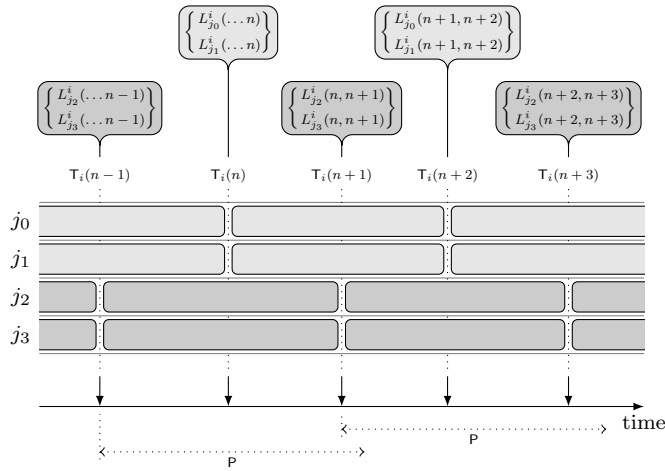 { L^i_{j_0}(… n) }
{ L^i_{j_1}(… n) }
{ L^i_{j_0}(n + 1, n + 2) }
{ L^i_{j_1}(n + 1, n + 2) }
{ L^i_{j_2}(… n − 1) }
{ L^i_{j_3}(… n − 1) }
{ L^i_{j_2}(n, n + 1) }
{ L^i_{j_3}(n, n + 1) }
{ L^i_{j_2}(n + 2, n + 3) }
{ L^i_{j_3}(n + 2, n + 3) }
T_i(n − 1) T_i(n) T_i(n + 1) T_i(n + 2) T_i(n + 3)
j_0
j_1
j_2
j_3
time
P
P